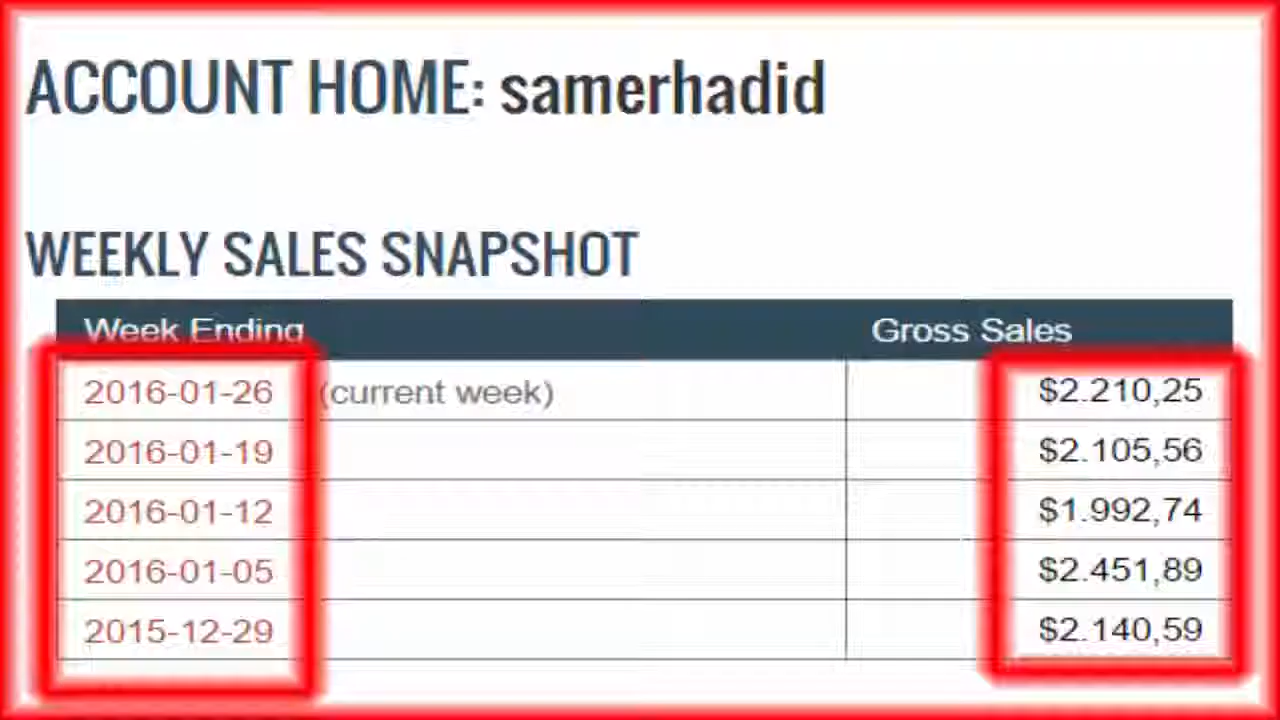 ACCOUNT HOME: samerhadid
WEEKLY SALES SNAPSHOT
Week Ending Gross Sales
2016-01-26 (current week) $2.210,25
2016-01-19 $2.105,56
2016-01-12 $1.992,74
2016-01-05 $2.451,89
2015-12-29 $2.140,59